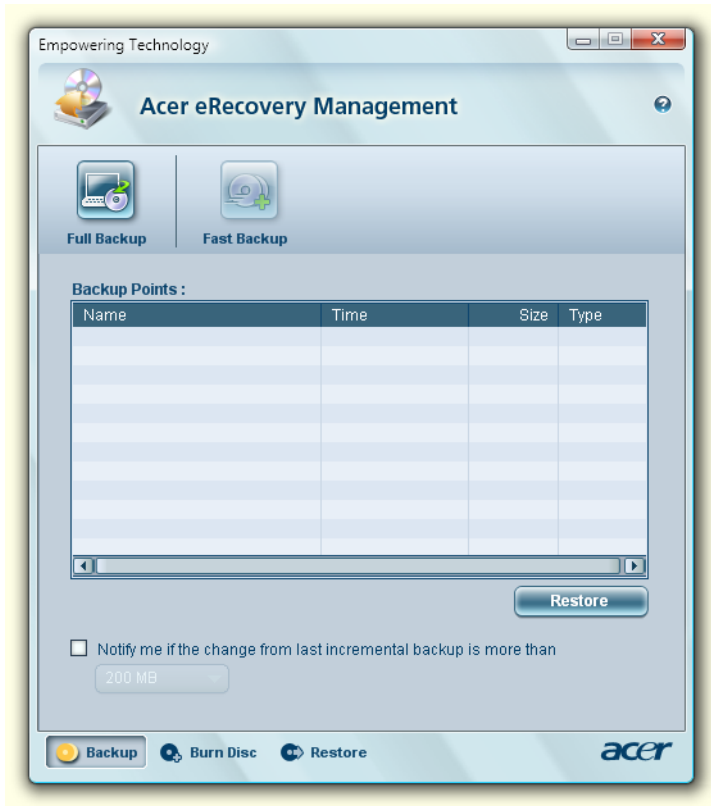 Empowering Technology
Acer eRecovery Management
Full Backup
Fast Backup
Backup Points :
Name Time Size Type
Restore
Notify me if the change from last incremental backup is more than
200 MB
Backup Burn Disc Restore acer